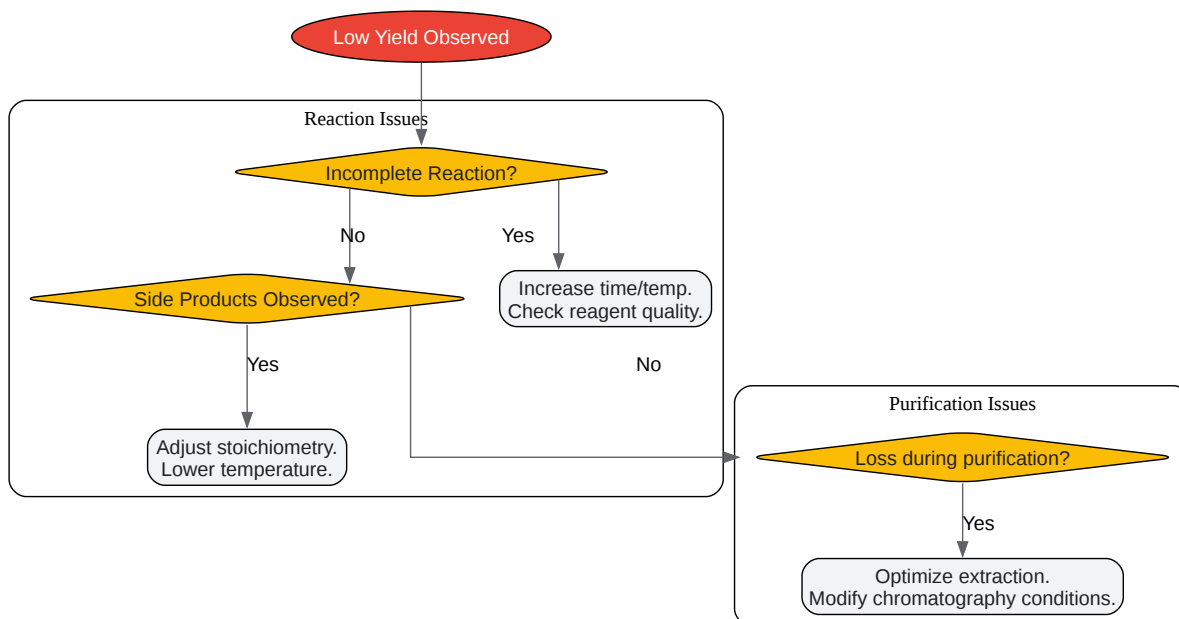 Low Yield Observed
Reaction Issues
Incomplete Reaction?
No
Yes
Side Products Observed?
Increase time/temp.
Check reagent quality.
Yes
No
Adjust stoichiometry.
Lower temperature.
Purification Issues
Loss during purification?
Yes
Optimize extraction.
Modify chromatography conditions.